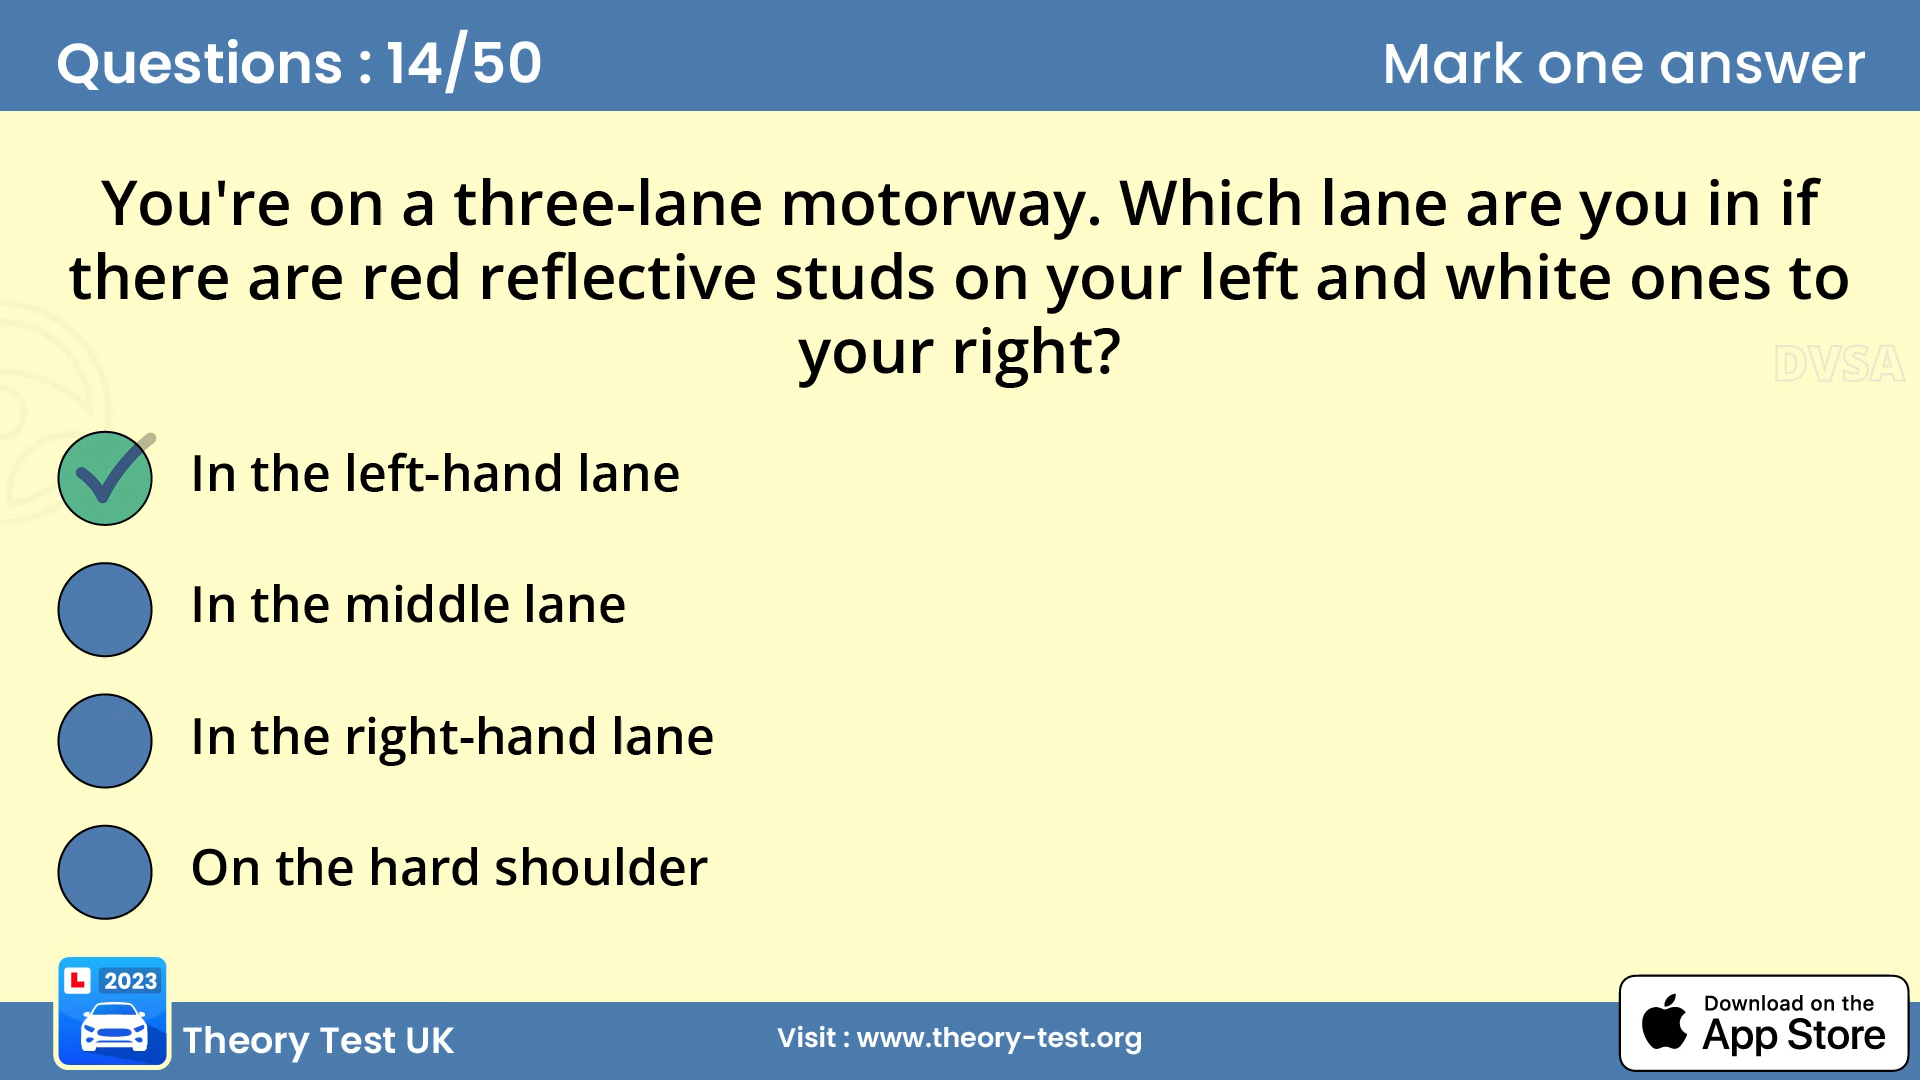 Questions : 14/50
Mark one answer
You're on a three-lane motorway. Which lane are you in if
there are red reflective studs on your left and white ones to
your right?
DVSA
In the left-hand lane
In the middle lane
In the right-hand lane
On the hard shoulder
L 2023
Theory Test UK
Visit : www.theory-test.org
Download on the
App Store